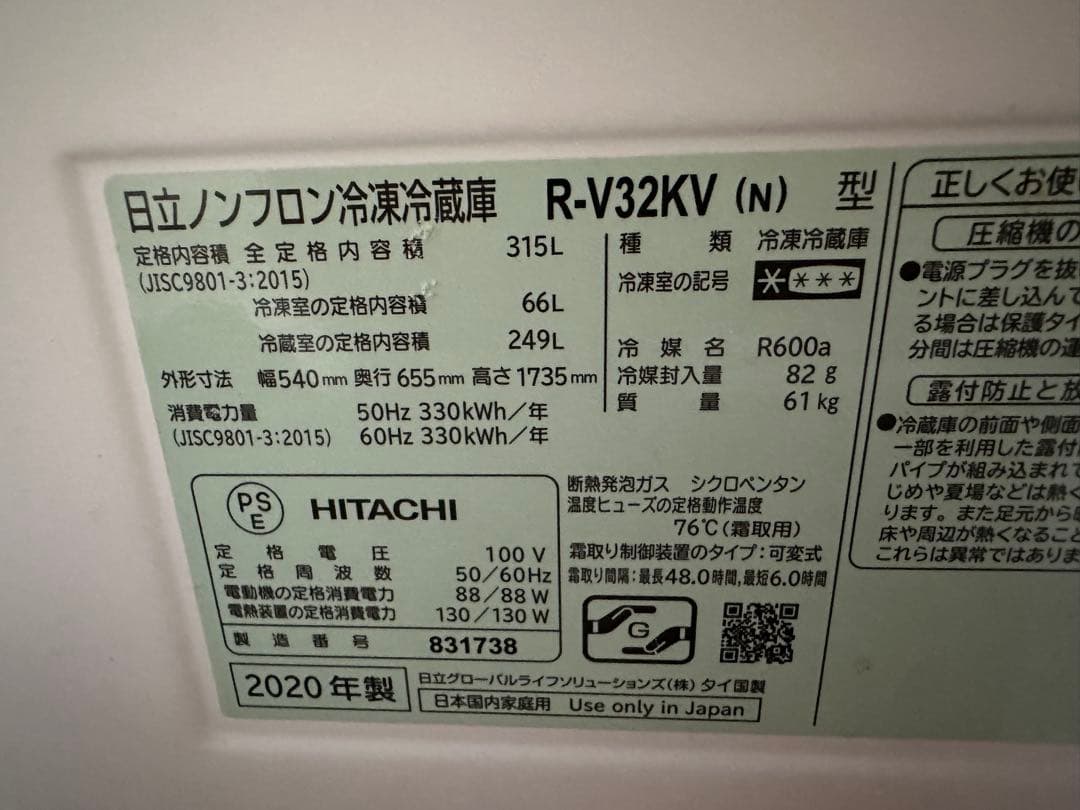 日立ノンフロン冷凍冷蔵庫 R-V32KV (N) 型
定格内容積 全定格内容積 315L
(JISC9801-3:2015)
冷凍室の定格内容積 66L
冷蔵室の定格内容積 249L
外形寸法 幅540mm 奥行655mm 高さ1735mm
消費電力量 50Hz 330kWh/年
(JISC9801-3:2015) 60Hz 330kWh/年
種類 冷凍冷蔵庫
冷凍室の記号 ****
冷媒名 R600a
冷媒封入量 82g
質量 61kg
PSE HITACHI
定格電圧 100V
定格周波数 50/60Hz
電動機の定格消費電力 88/88W
電熱装置の定格消費電力 130/130W
製造番号 831738
断熱発泡ガス シクロペンタン
温度ヒューズの定格動作温度
76℃(霜取用)
霜取り制御装置のタイプ:可変式
霜取り間隔:最長48.0時間,最短6.0時間
G
2020年製
日立グローバルライフソリューションズ(株) タイ国製
日本国内家庭用 Use only in Japan
正しくお使い
圧縮機の
●電源プラグを抜
ントに差し込んで
る場合は保護タイ
分間は圧縮機の運
露付防止と放
●冷蔵庫の前面や側面
一部を利用した露付
パイプが組み込まれて
じめや夏場などは熱く
ります。また足元から
床や周辺が熱くなること
これらは異常ではありま